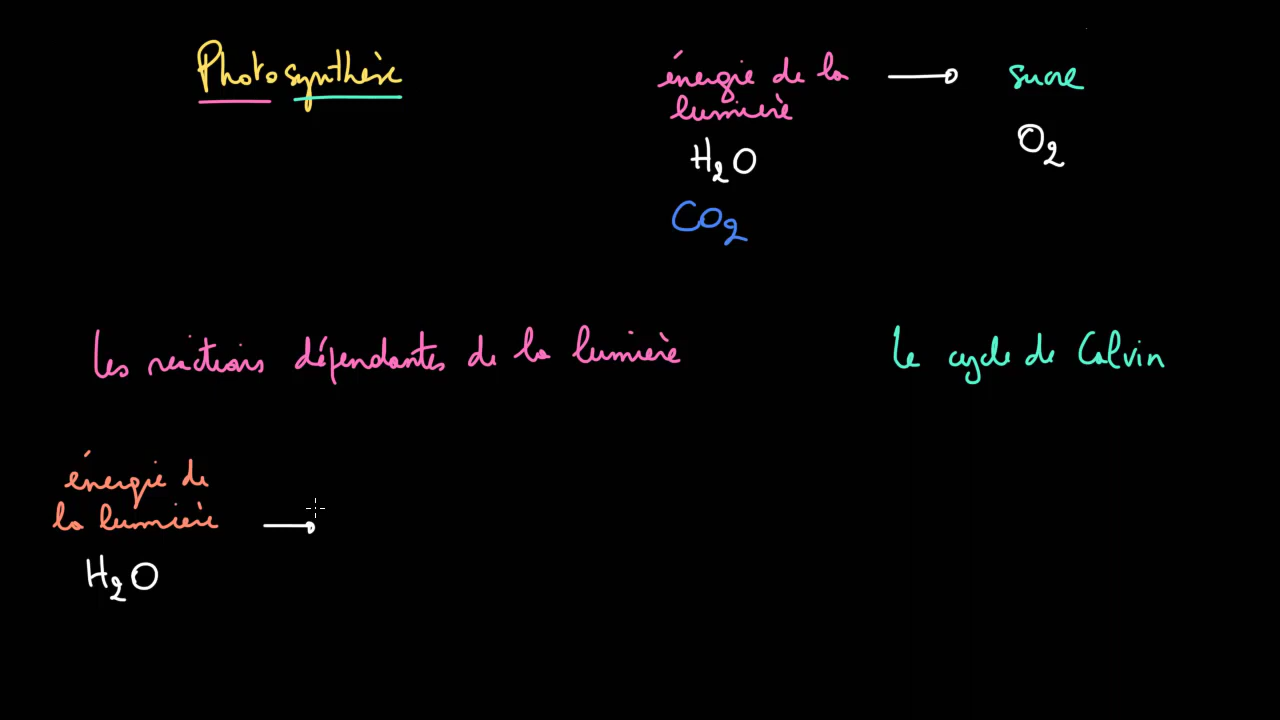 Photosynthèse
énergie de la
lumière
H₂O
CO₂
sucre
O₂
les réactions dépendantes de la lumière
le cycle de Calvin
énergie de
la lumière
H₂O